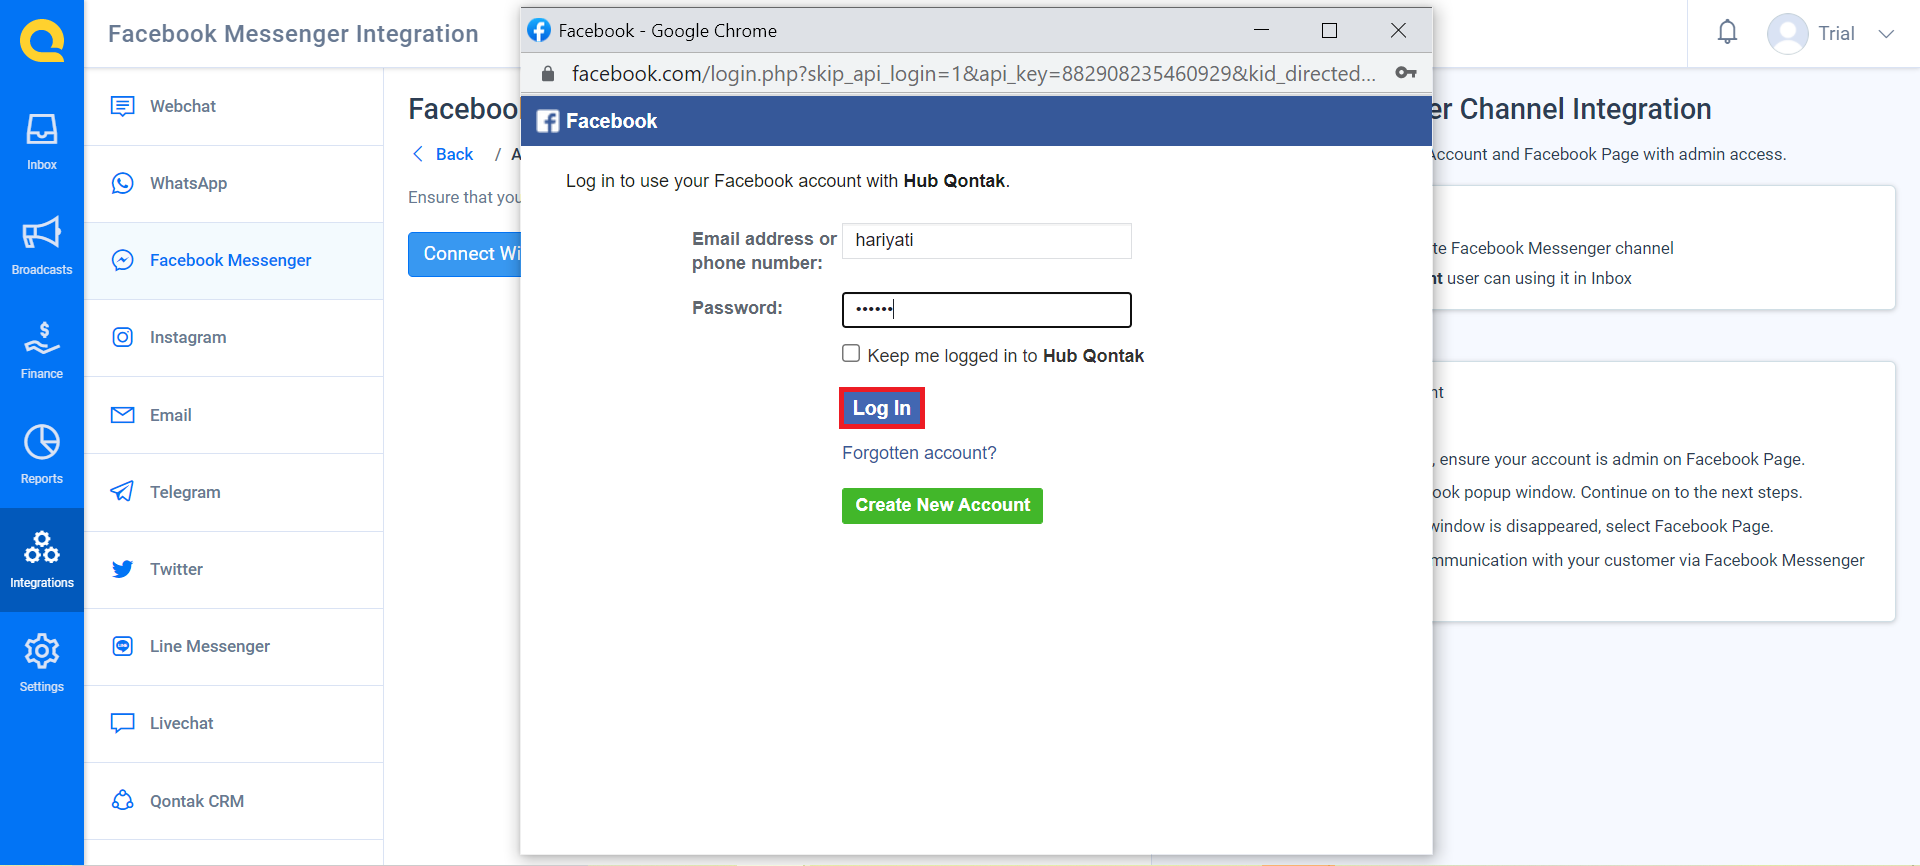 Facebook Messenger Integration
Trial
Inbox
Broadcasts
Finance
Reports
Integrations
Settings
Webchat
WhatsApp
Facebook Messenger
Instagram
Email
Telegram
Twitter
Line Messenger
Livechat
Qontak CRM
Back /
Ensure that you
Connect Wi
Facebook - Google Chrome
facebook.com/login.php?skip_api_login=1&api_key=882908235460929&kid_directed...
Facebook
Log in to use your Facebook account with Hub Qontak.
Email address or
phone number:
hariyati
Password:
••••••
Keep me logged in to Hub Qontak
Log In
Forgotten account?
Create New Account
er Channel Integration
Account and Facebook Page with admin access.
te Facebook Messenger channel
nt user can using it in Inbox
nt
, ensure your account is admin on Facebook Page.
ook popup window. Continue on to the next steps.
window is disappeared, select Facebook Page.
mmunication with your customer via Facebook Messenger